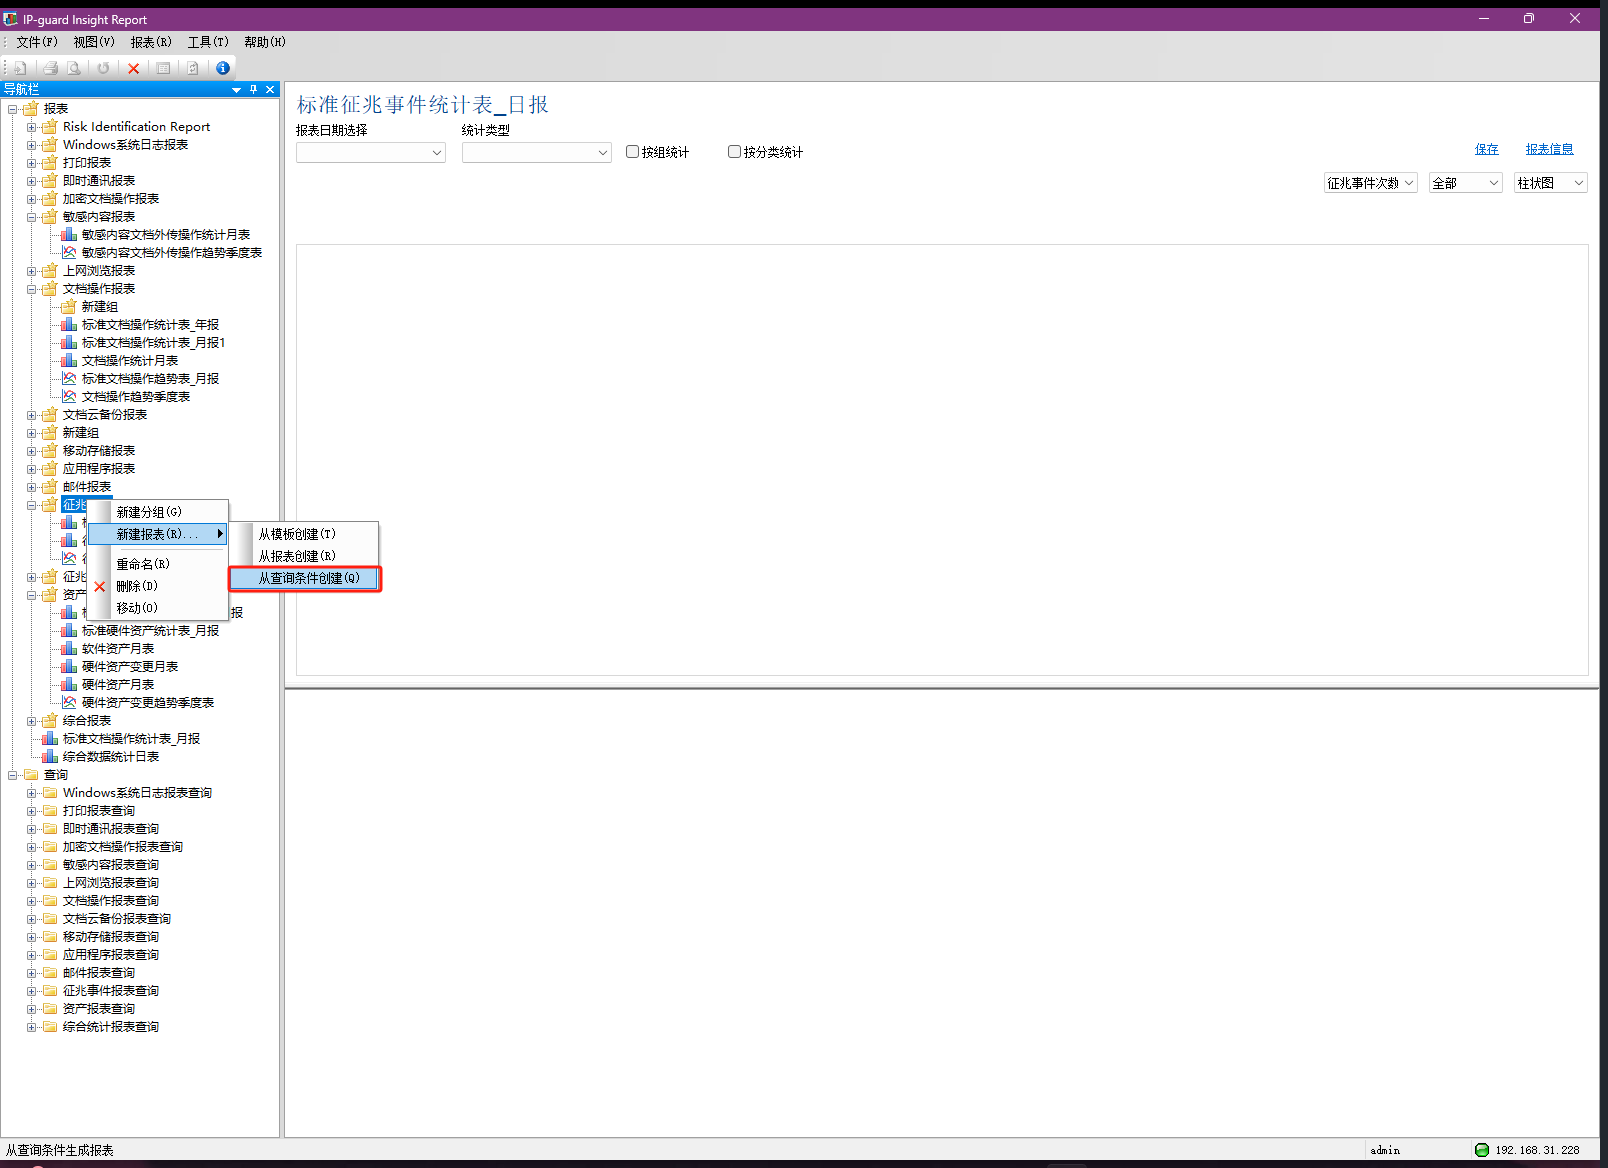 IP-guard Insight Report
文件(F) 视图(V) 报表(R) 工具(T) 帮助(H)
导航栏
报表
Risk Identification Report
Windows系统日志报表
打印报表
即时通讯报表
加密文档操作报表
敏感内容报表
敏感内容文档外传操作统计月表
敏感内容文档外传操作趋势季度表
上网浏览报表
文档操作报表
新建组
标准文档操作统计表_年报
标准文档操作统计表_月报1
文档操作统计月表
标准文档操作趋势表_月报
文档操作趋势季度表
文档云备份报表
新建组
移动存储报表
应用程序报表
邮件报表
征兆
征兆
资产
报
标准硬件资产统计表_月报
软件资产月表
硬件资产变更月表
硬件资产月表
硬件资产变更趋势季度表
综合报表
标准文档操作统计表_月报
综合数据统计日表
查询
Windows系统日志报表查询
打印报表查询
即时通讯报表查询
加密文档操作报表查询
敏感内容报表查询
上网浏览报表查询
文档操作报表查询
文档云备份报表查询
移动存储报表查询
应用程序报表查询
邮件报表查询
征兆事件报表查询
资产报表查询
综合统计报表查询
新建分组(G)
新建报表(R)...
重命名(R)
删除(D)
移动(O)
从模板创建(T)
从报表创建(R)
从查询条件创建(Q)
标准征兆事件统计表_日报
报表日期选择 统计类型
按组统计 按分类统计
保存 报表信息
征兆事件次数 全部 柱状图
从查询条件生成报表 admin 192.168.31.228